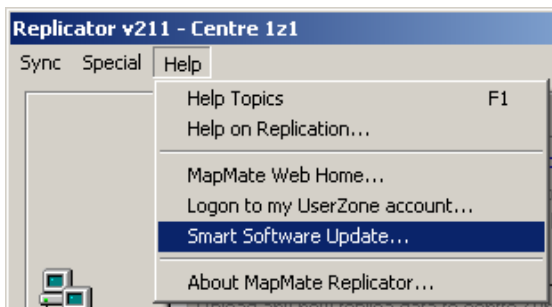 Replicator v211 - Centre 1z1
Sync Special Help
Help Topics F1
Help on Replication...
MapMate Web Home...
Logon to my UserZone account...
Smart Software Update...
About MapMate Replicator...